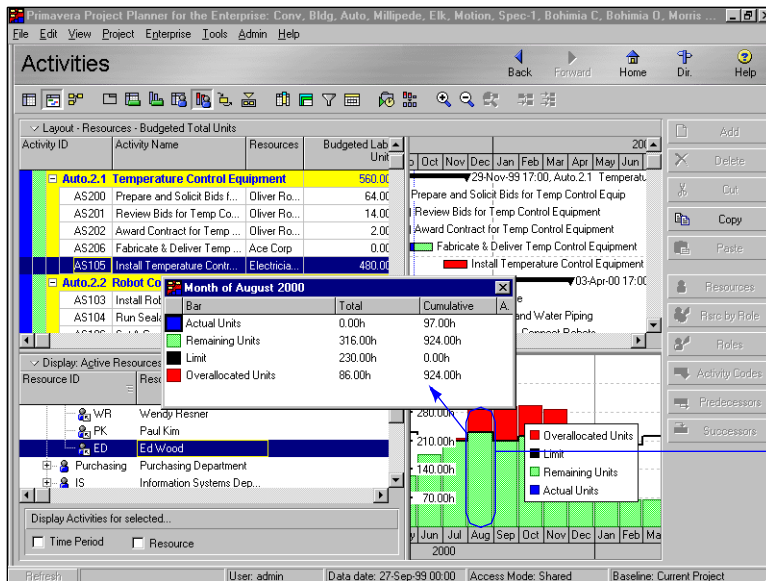 Primavera Project Planner for the Enterprise: Conv, Bldg, Auto, Millipede, Elk, Motion, Spec-1, Bohimia C, Bohimia O, Morris ...
File Edit View Project Enterprise Tools Admin Help
Activities
Back Forward Home Dir. Help
Layout - Resources - Budgeted Total Units
Activity ID Activity Name Resources Budgeted Lab Unit
200
Oct Nov Dec Jan Feb Mar Apr May Jun
Auto.2.1 Temperature Control Equipment 560.00
29-Nov-99 17:00, Auto.2.1 Temperatu
AS200 Prepare and Solicit Bids f... Oliver Ro... 64.00
Prepare and Solicit Bids for Temp Control Equip
AS201 Review Bids for Temp Co... Oliver Ro... 14.00
Review Bids for Temp Control Equipment
AS202 Award Contract for Temp ... Oliver Ro... 2.00
Award Contract for Temp Control Equipment
AS206 Fabricate & Deliver Temp ... Ace Corp 0.00
Fabricate & Deliver Temp Control Equipment
AS105 Install Temperature Contr... Electricia... 480.00
Install Temperature Control Equipment
Auto.2.2 Robot Co
03-Apr-00 17:00
AS103 Install Rob
AS104 Run Seala
and Water Piping
Connect Robots
Month of August 2000
Bar Total Cumulative A.
Actual Units 0.00h 97.00h
Remaining Units 316.00h 924.00h
Limit 230.00h 0.00h
Overallocated Units 86.00h 924.00h
Display: Active Resources
Resource ID Reso
WR Wendy Resner
PK Paul Kim
ED Ed Wood
Purchasing Purchasing Department
IS Information Systems Dep...
Display Activities for selected...
Time Period Resource
280.00h
210.00h
140.00h
70.00h
Overallocated Units
Limit
Remaining Units
Actual Units
y Jun Jul Aug Sep Oct Nov Dec Jan Feb Ma
2000
Add
Delete
Cut
Copy
Paste
Resources
Rsrc by Role
Roles
Activity Codes
Predecessors
Successors
Refresh User: admin Data date: 27-Sep-99 00:00 Access Mode: Shared Baseline: Current Project